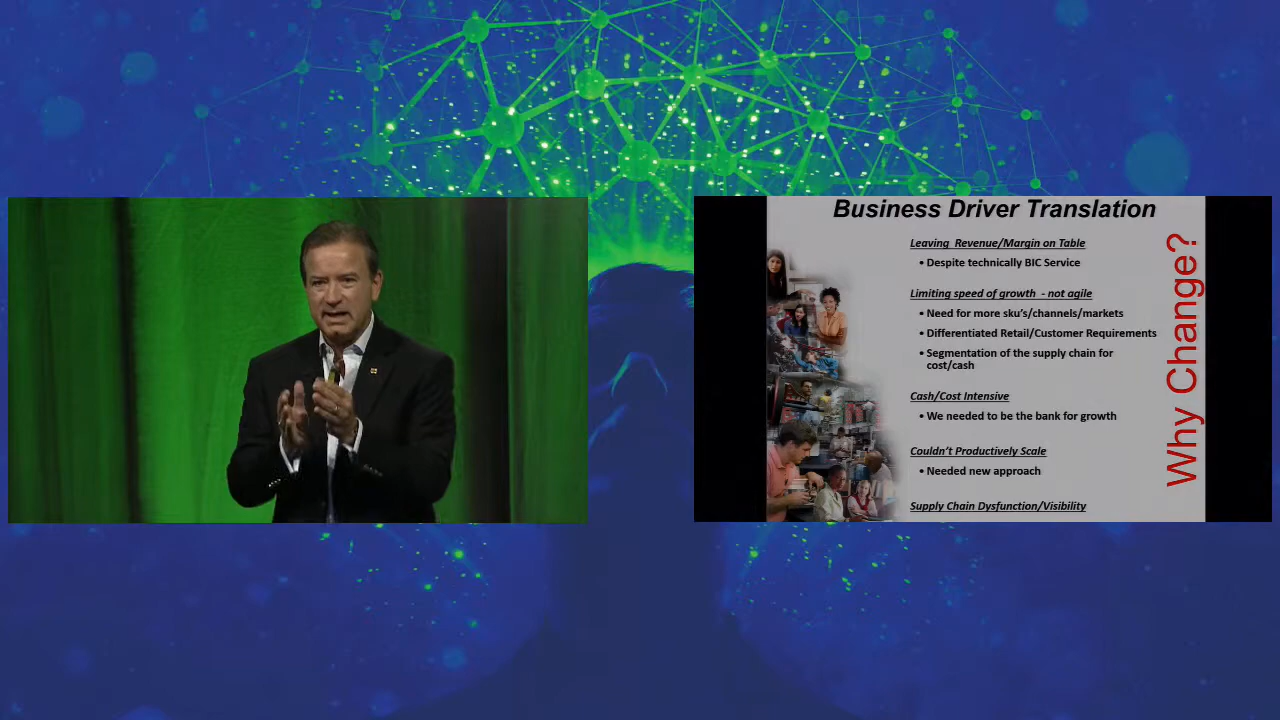 Business Driver Translation
Leaving Revenue/Margin on Table
• Despite technically BIC Service
Limiting speed of growth - not agile
• Need for more sku's/channels/markets
• Differentiated Retail/Customer Requirements
• Segmentation of the supply chain for
cost/cash
Cash/Cost Intensive
• We needed to be the bank for growth
Couldn't Productively Scale
• Needed new approach
Supply Chain Dysfunction/Visibility
Why Change?